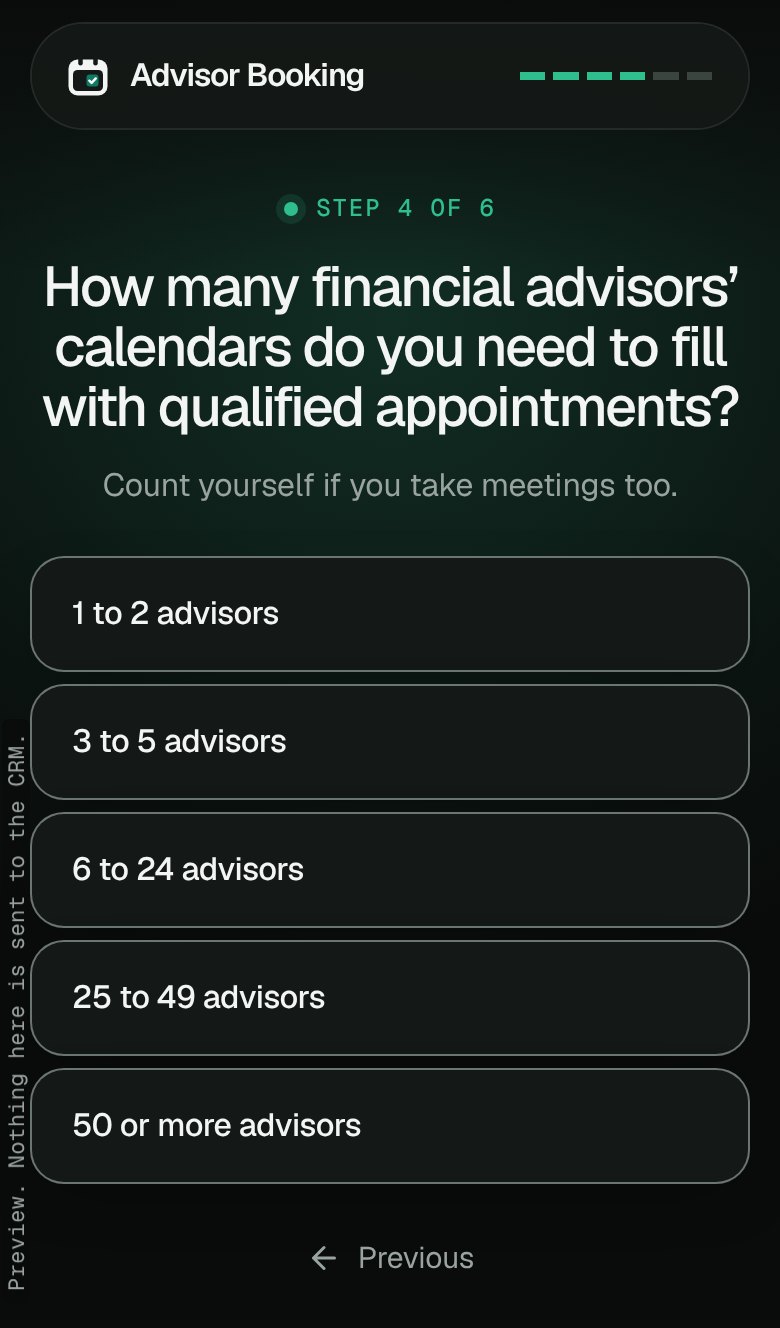 Advisor Booking
STEP 4 OF 6
How many financial advisors’
calendars do you need to fill
with qualified appointments?
Count yourself if you take meetings too.
1 to 2 advisors
3 to 5 advisors
6 to 24 advisors
25 to 49 advisors
50 or more advisors
Preview. Nothing here is sent to the CRM.
Previous